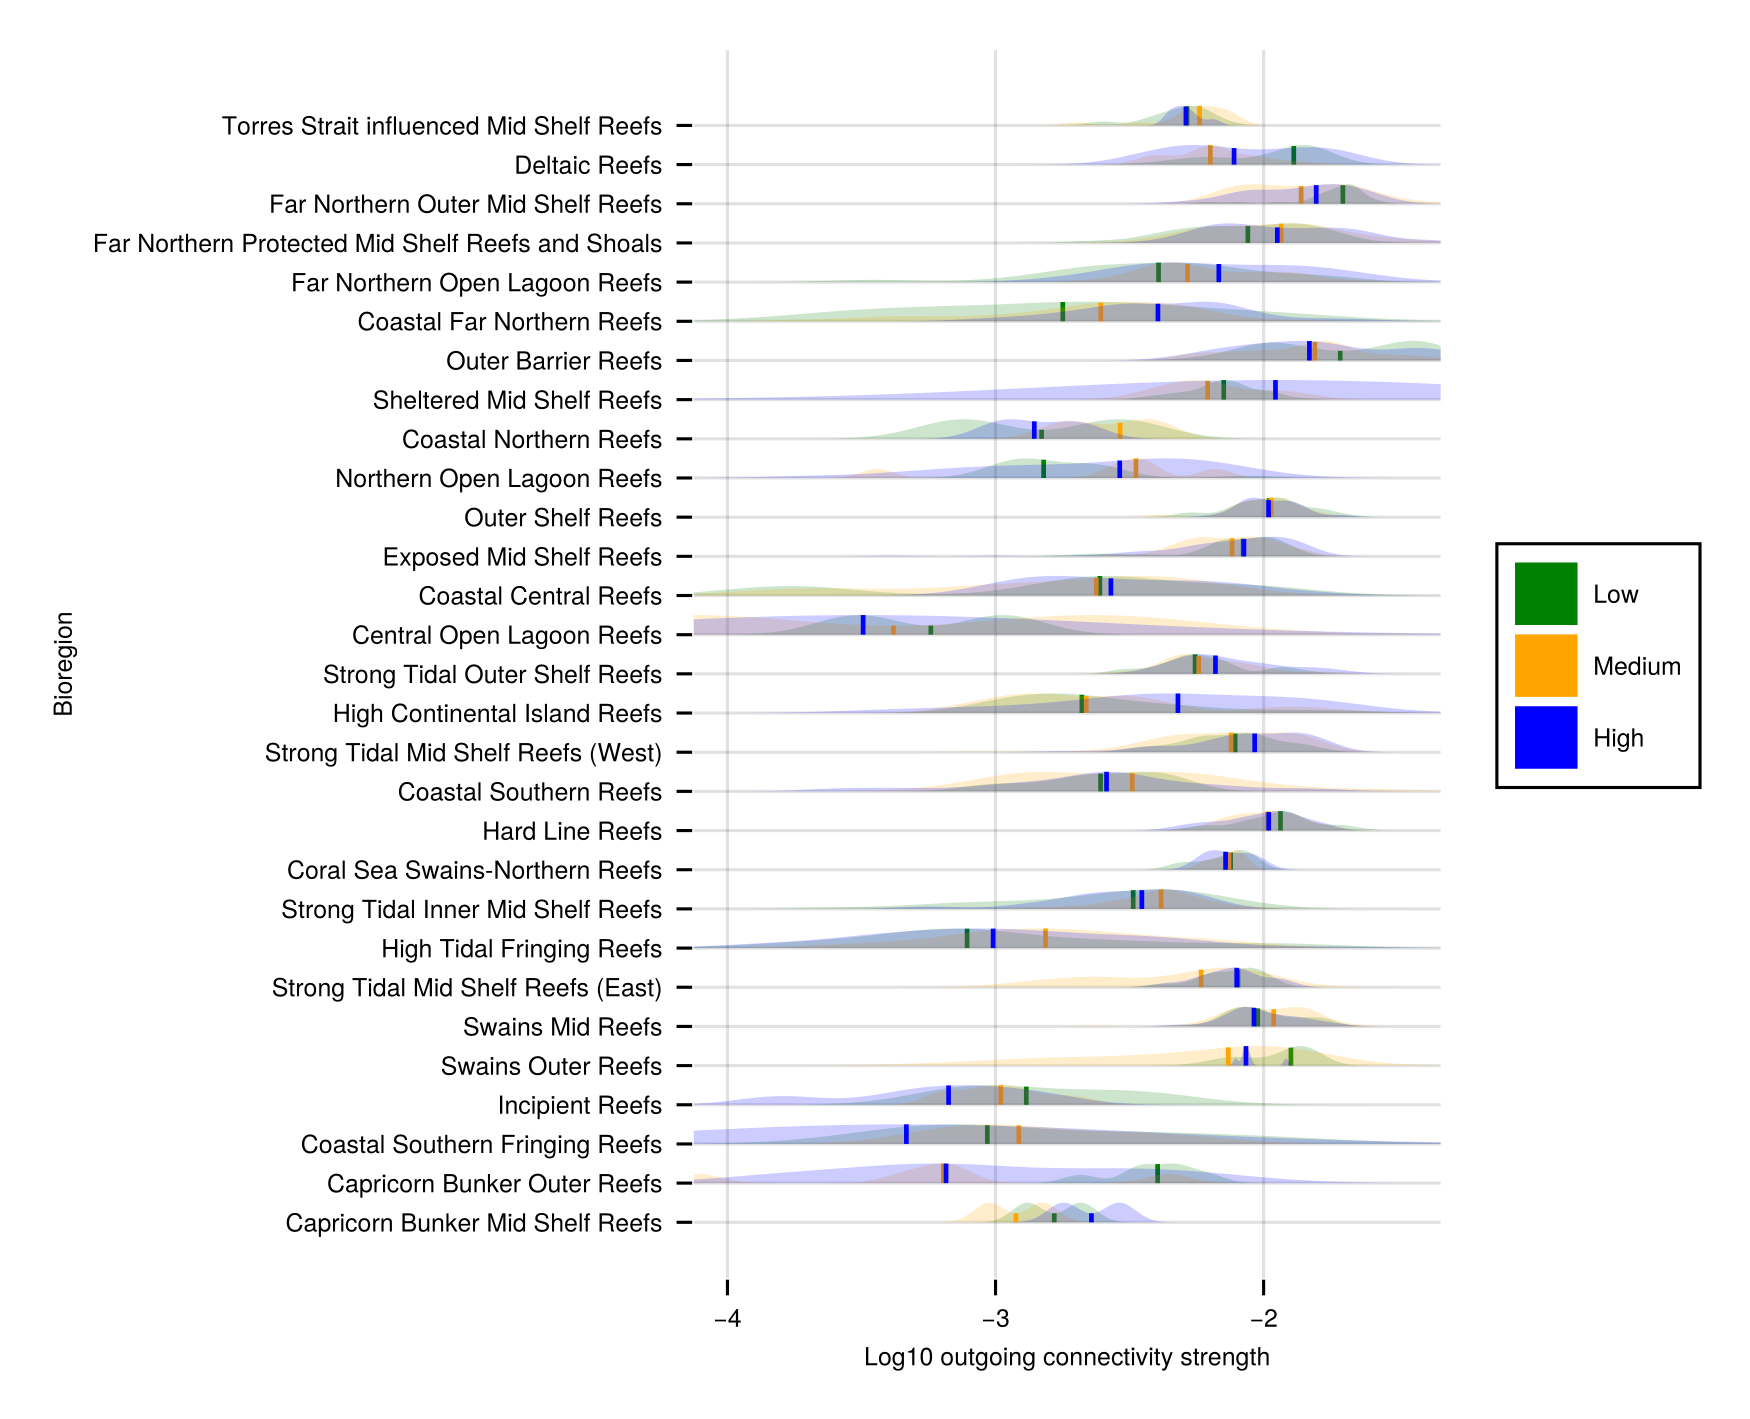 Torres Strait influenced Mid Shelf Reefs
Deltaic Reefs
Far Northern Outer Mid Shelf Reefs
Far Northern Protected Mid Shelf Reefs and Shoals
Far Northern Open Lagoon Reefs
Coastal Far Northern Reefs
Outer Barrier Reefs
Sheltered Mid Shelf Reefs
Coastal Northern Reefs
Northern Open Lagoon Reefs
Outer Shelf Reefs
Exposed Mid Shelf Reefs
Coastal Central Reefs
Central Open Lagoon Reefs
Strong Tidal Outer Shelf Reefs
High Continental Island Reefs
Strong Tidal Mid Shelf Reefs (West)
Coastal Southern Reefs
Hard Line Reefs
Coral Sea Swains-Northern Reefs
Strong Tidal Inner Mid Shelf Reefs
High Tidal Fringing Reefs
Strong Tidal Mid Shelf Reefs (East)
Swains Mid Reefs
Swains Outer Reefs
Incipient Reefs
Coastal Southern Fringing Reefs
Capricorn Bunker Outer Reefs
Capricorn Bunker Mid Shelf Reefs
Bioregion
−4
−3
−2
Log10 outgoing connectivity strength
Low
Medium
High